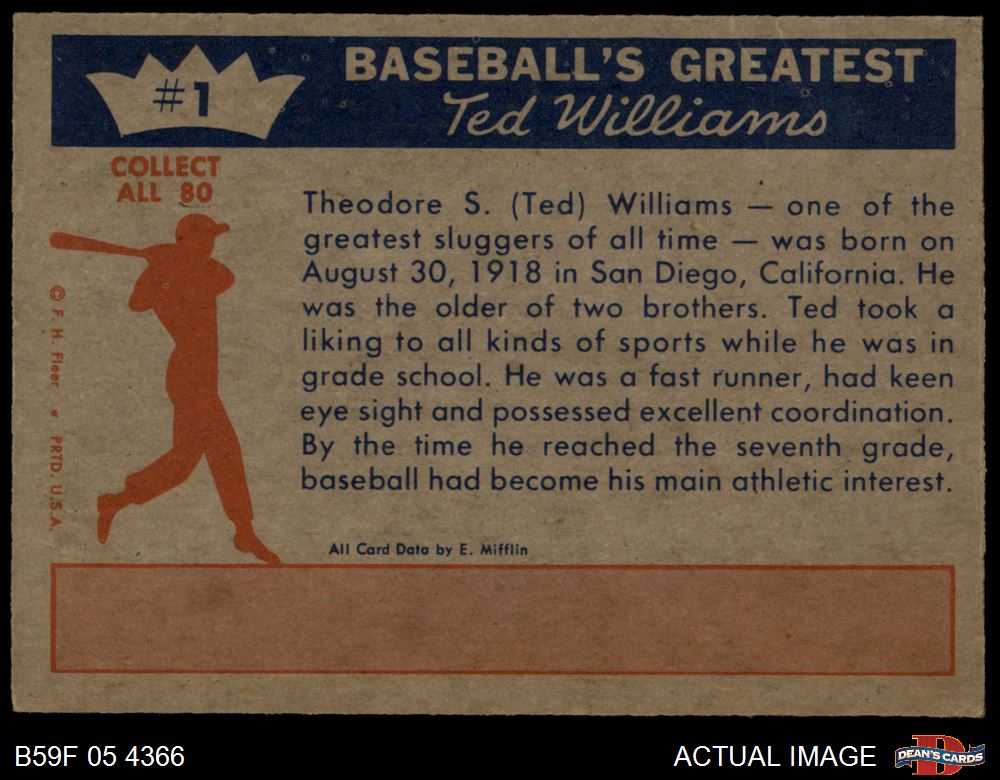 #1
BASEBALL'S GREATEST
Ted Williams
COLLECT
ALL 80
Theodore S. (Ted) Williams — one of the
greatest sluggers of all time — was born on
August 30, 1918 in San Diego, California. He
was the older of two brothers. Ted took a
liking to all kinds of sports while he was in
grade school. He was a fast runner, had keen
eye sight and possessed excellent coordination.
By the time he reached the seventh grade,
baseball had become his main athletic interest.
© F. H. Fleer • PRTD. U.S.A.
All Card Data by E. Mifflin
B59F 05 4366
ACTUAL IMAGE
D
DEAN'S CARDS